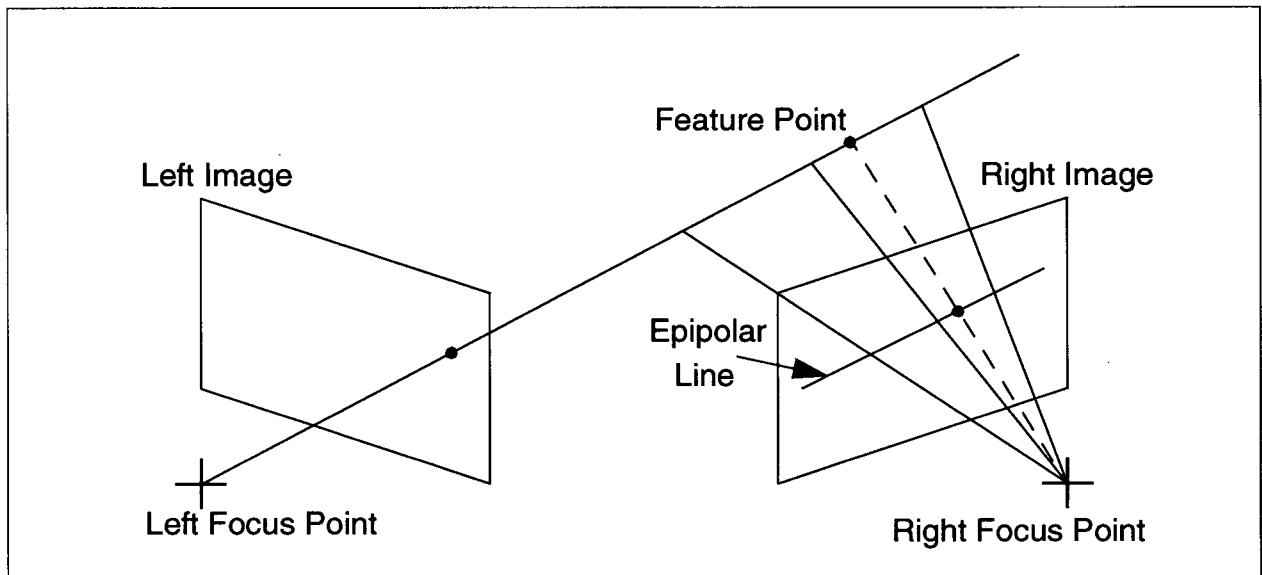 Feature Point
Left Image
Right Image
Epipolar
Line
Left Focus Point
Right Focus Point